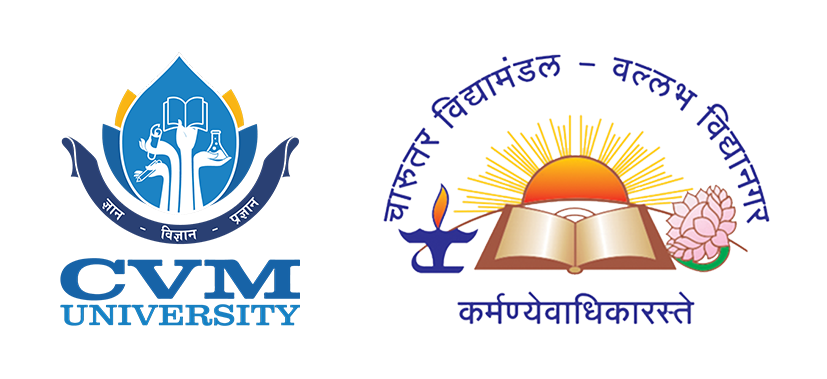 ज्ञान - विज्ञान - प्रज्ञान
CVM
UNIVERSITY
चारुतर विद्यामंडल - वल्लभ विद्यानगर
कर्मण्येवाधिकारस्ते